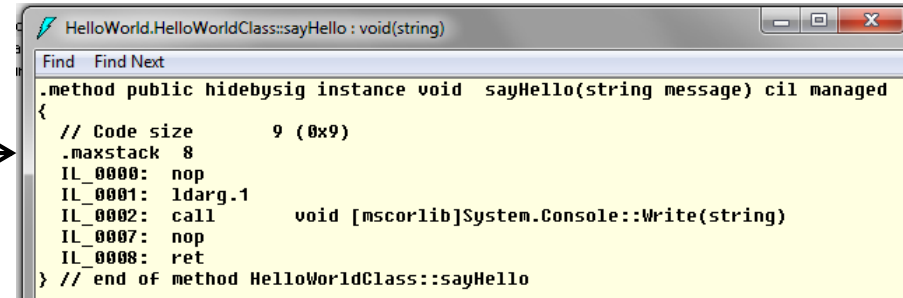 HelloWorld.HelloWorldClass::sayHello : void(string)
Find Find Next
.method public hidebysig instance void  sayHello(string message) cil managed
{
  // Code size       9 (0x9)
  .maxstack  8
  IL_0000:  nop
  IL_0001:  ldarg.1
  IL_0002:  call       void [mscorlib]System.Console::Write(string)
  IL_0007:  nop
  IL_0008:  ret
} // end of method HelloWorldClass::sayHello